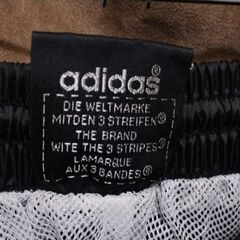 adidas
DIE WELTMARKE
MITDEN 3 STREIFEN®
THE BRAND
WITE THE 3 STRIPES®
LAMARQUE
AUX 3 BANDES®